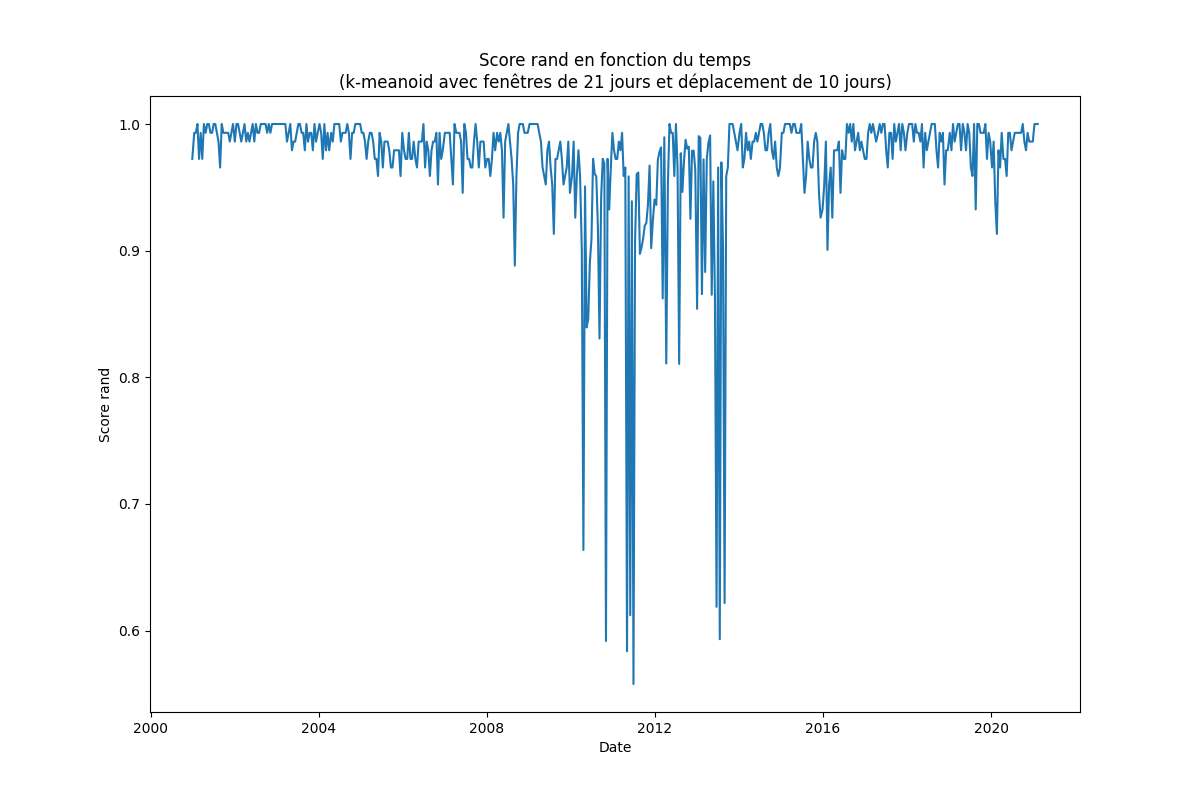 Score rand en fonction du temps
(k-meanoid avec fenêtres de 21 jours et déplacement de 10 jours)
1.0
0.9
0.8
0.7
0.6
Score rand
2000
2004
2008
2012
2016
2020
Date